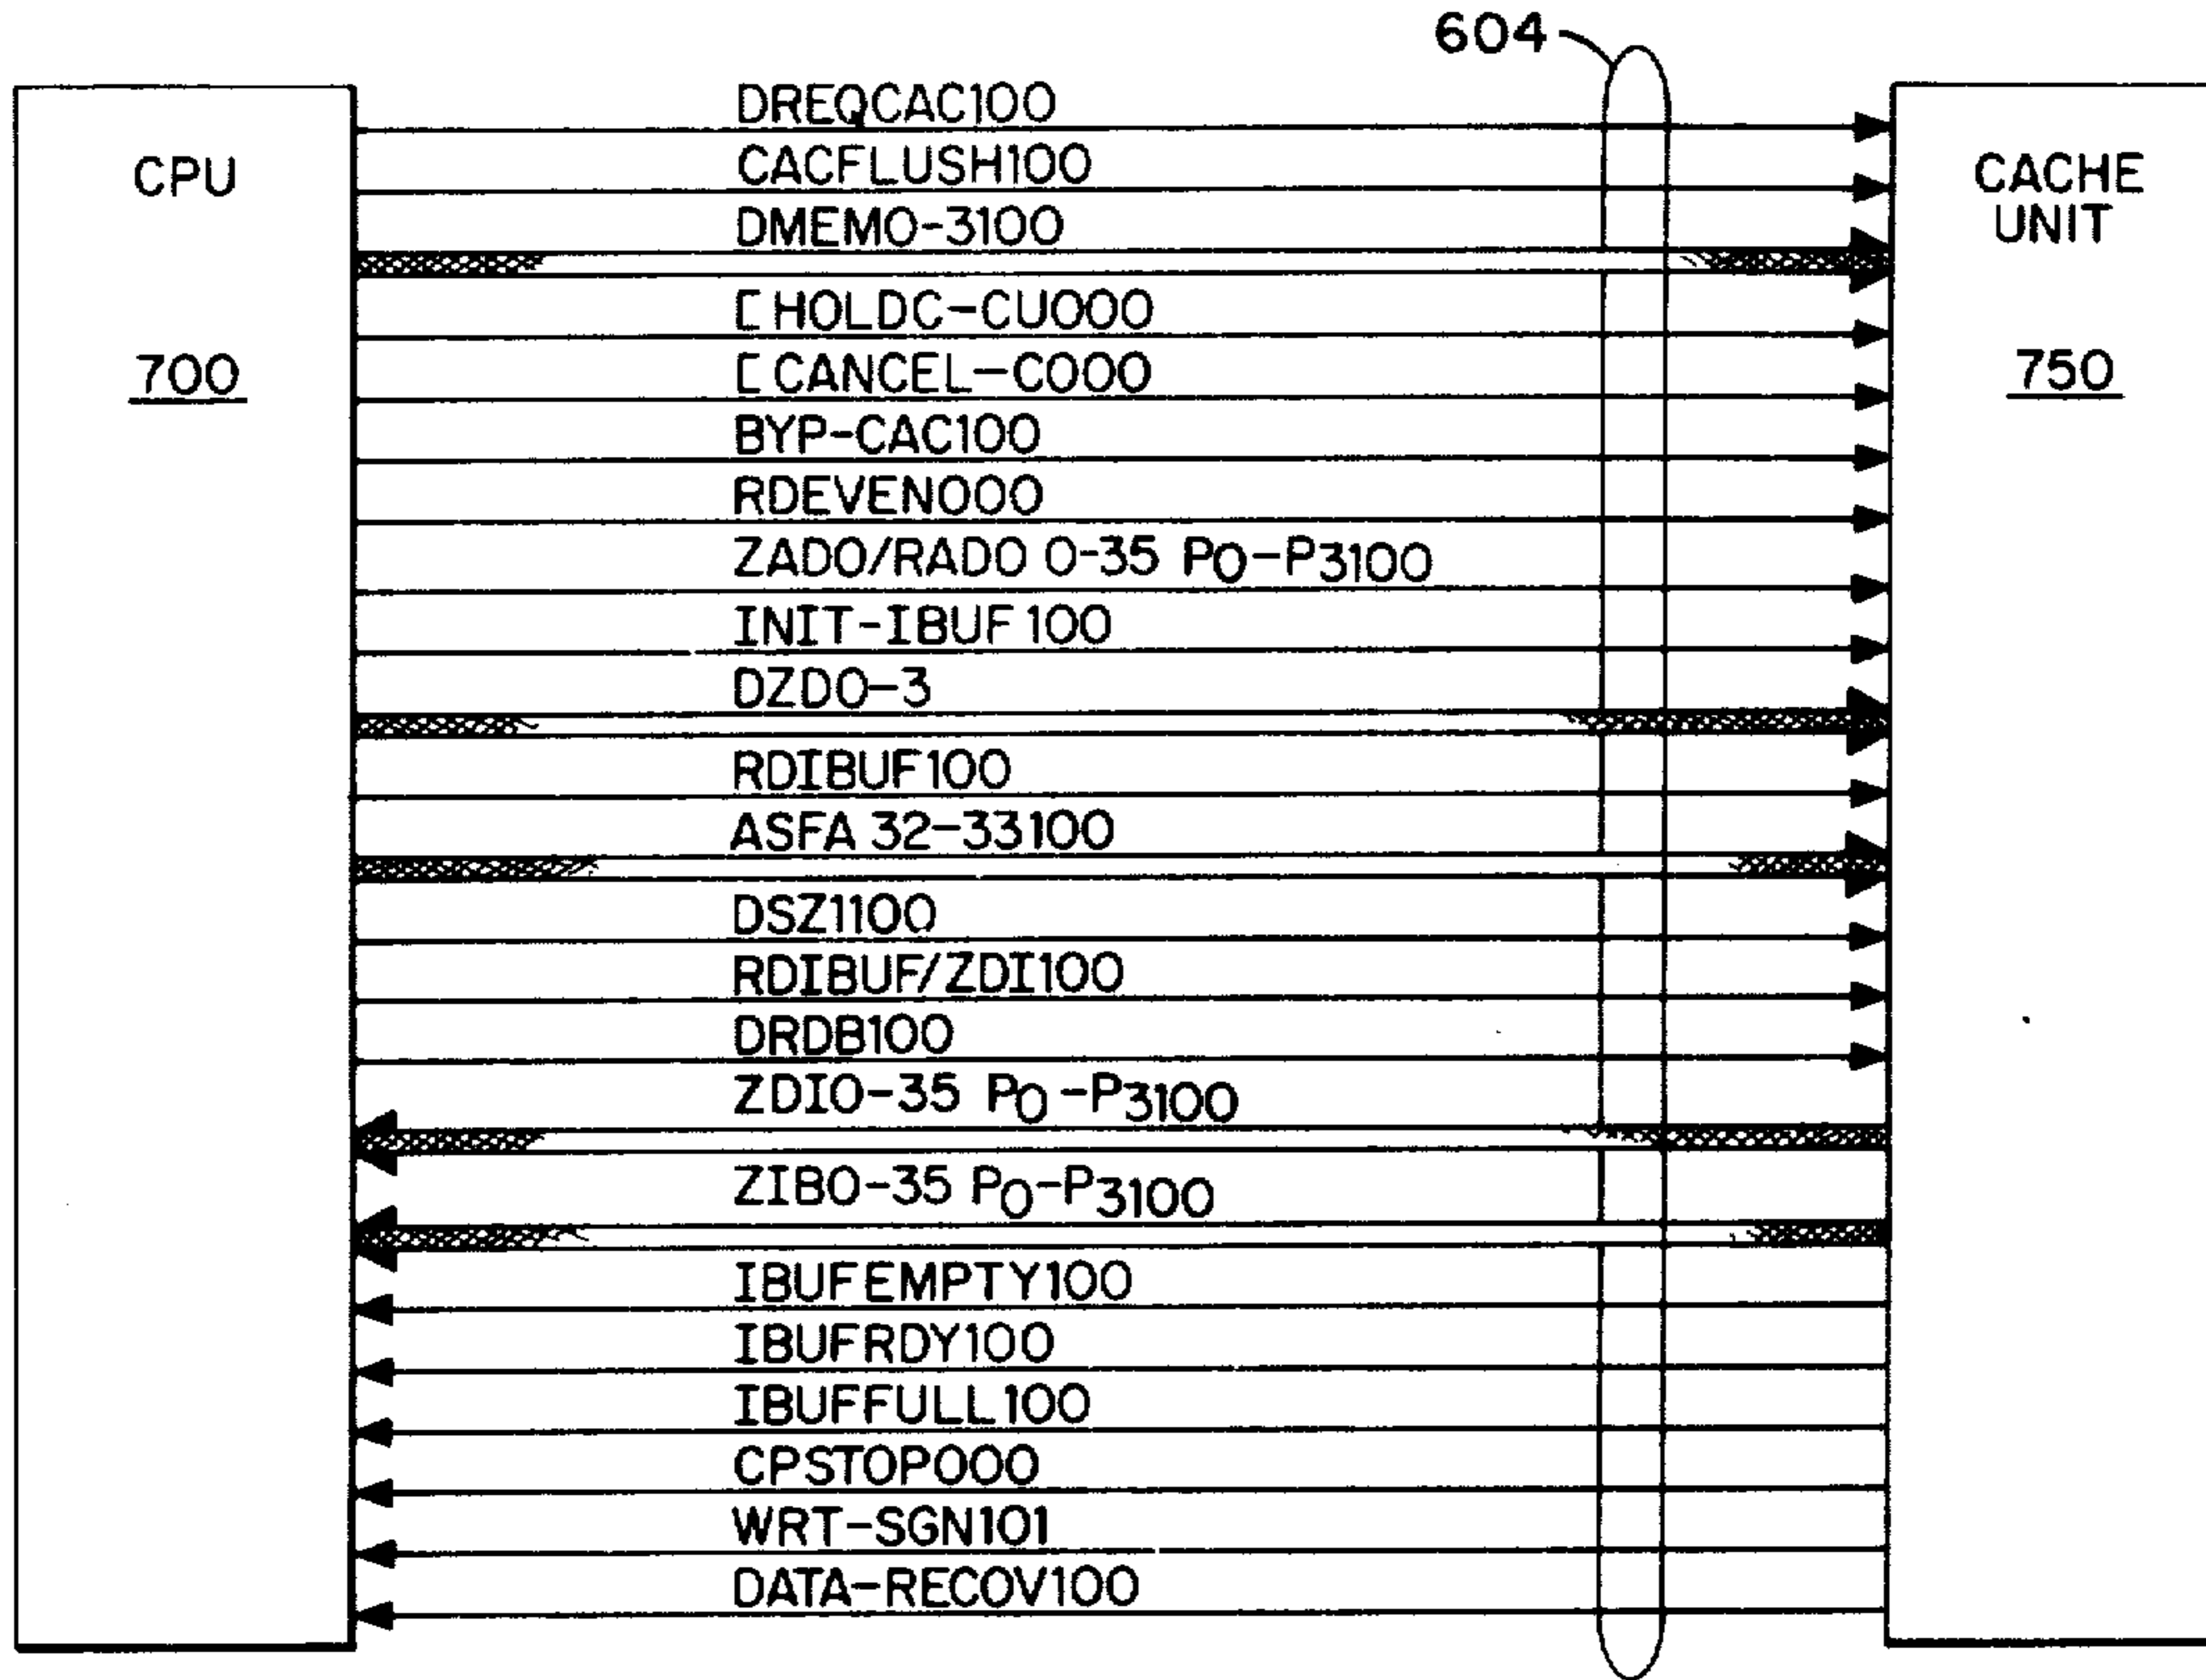 604
CPU
700
CACHE
UNIT
750
DREQCAC100
CACFLUSH100
DMEM0-3100
[HOLDC-CU000
[CANCEL-C000
BYP-CAC100
RDEVEN000
ZADO/RADO 0-35 P0-P3100
INIT-IBUF100
DZD0-3
RDIBUF100
ASFA 32-33100
DSZ1100
RDIBUF/ZDI100
DRDB100
ZDI0-35 P0-P3100
ZIB0-35 P0-P3100
IBUFEMPTY100
IBUFRDY100
IBUFFULL100
CPSTOP000
WRT-SGN101
DATA-RECOV100